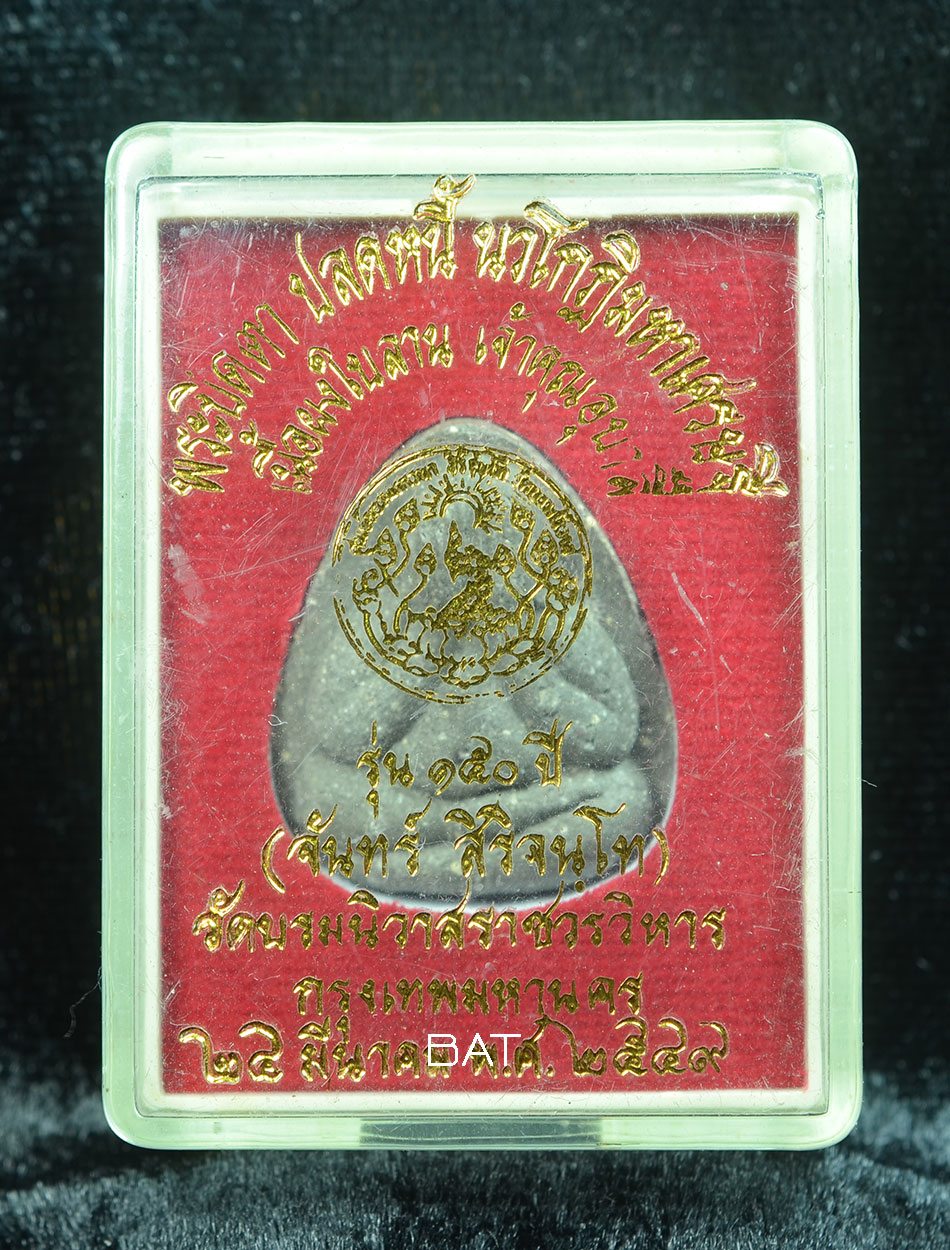 พระปิดตา ปลดหนี้ นวโกฏิมหาเศรษฐี
เนื้อผงใบลาน เจ้าคุณอุบาลีฯ
รุ่น ๑๕๐ ปี
(จันทร์ สิริจนฺโท)
วัดบรมนิวาสราชวรวิหาร
กรุงเทพมหานคร
๒๔ มีนาคม พ.ศ. ๒๕๔๙
BAT